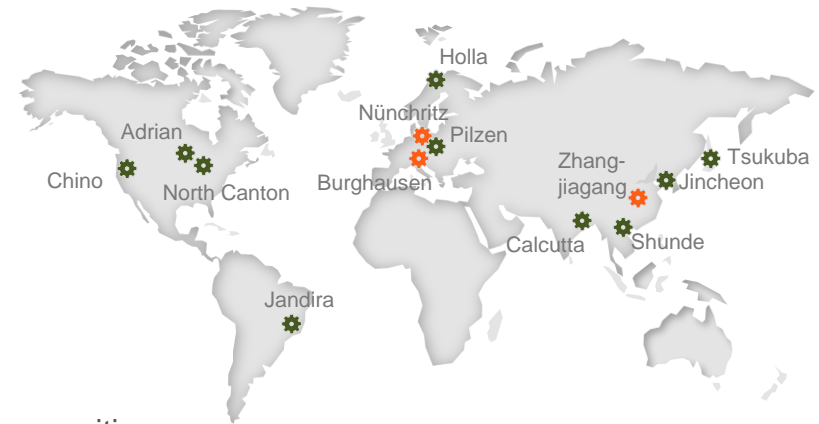 Holla
Nünchritz
Adrian
Pilzen
Zhang-
jiagang
Tsukuba
Chino
North Canton
Burghausen
Jincheon
Calcutta
Shunde
Jandira